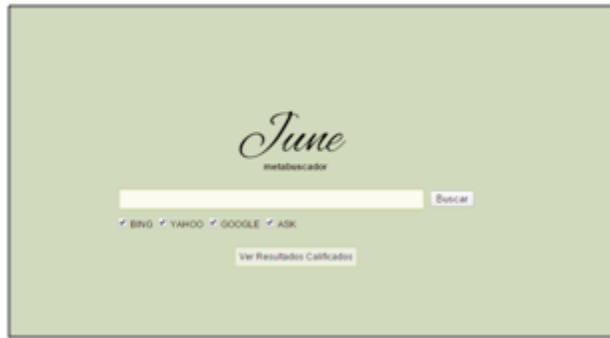 June
metabuscador
Buscar
BING YAHOO GOOGLE ASK
Ver Resultados Calificados